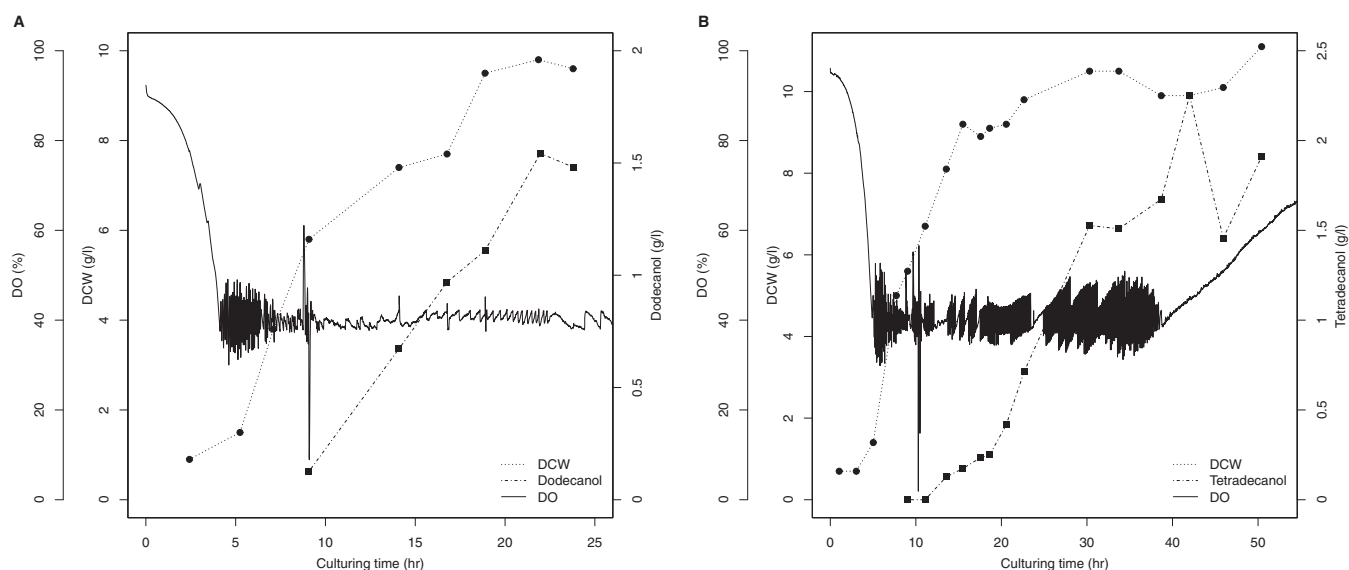 A
DO (%)
0
20
40
60
80
100
DCW (g/l)
0
2
4
6
8
10
Dodecanol (g/l)
0
0.5
1
1.5
2
DCW
Dodecanol
DO
0 5 10 15 20 25
Culturing time (hr)
B
DO (%)
0
20
40
60
80
100
DCW (g/l)
0
2
4
6
8
10
Tetradecanol (g/l)
0
0.5
1
1.5
2
2.5
DCW
Tetradecanol
DO
0 10 20 30 40 50
Culturing time (hr)